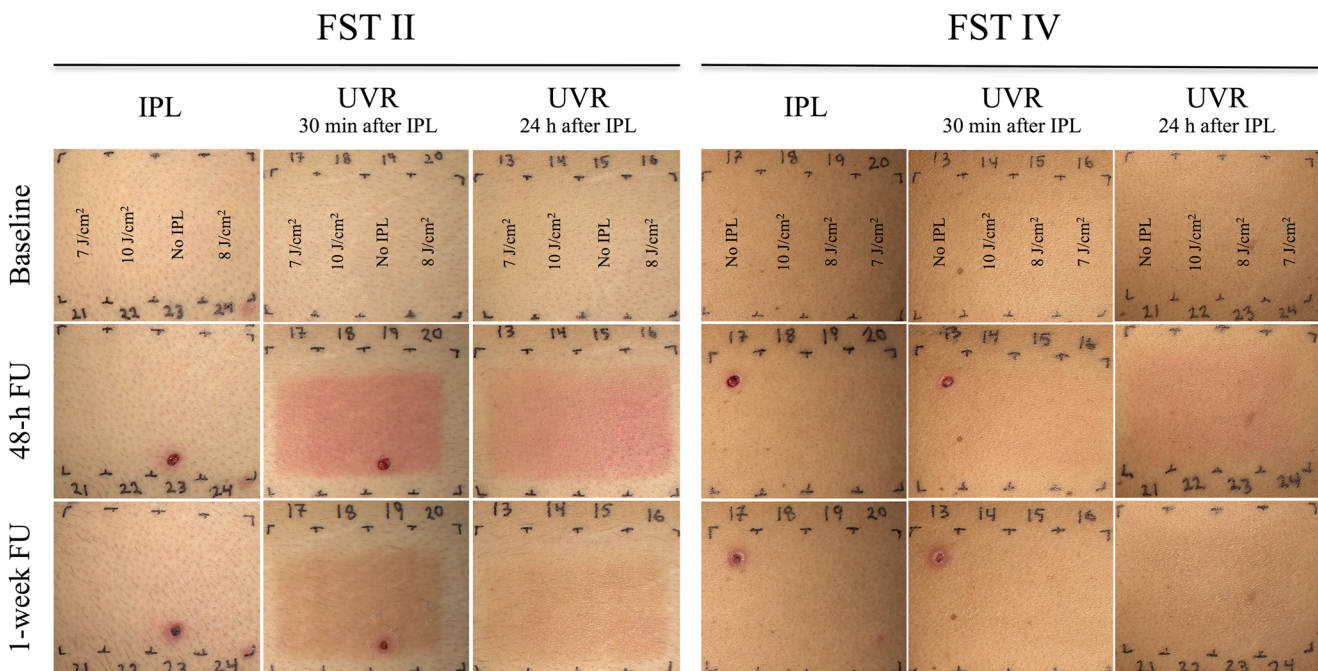 FST II
FST IV
IPL
UVR
30 min after IPL
UVR
24 h after IPL
IPL
UVR
30 min after IPL
UVR
24 h after IPL
Baseline
7 J/cm²
10 J/cm²
No IPL
8 J/cm²
21 22 23 24
17 18 19 20
7 J/cm²
10 J/cm²
No IPL
8 J/cm²
13 14 15 16
7 J/cm²
10 J/cm²
No IPL
8 J/cm²
17 18 19 20
No IPL
10 J/cm²
8 J/cm²
7 J/cm²
13 14 15 16
No IPL
10 J/cm²
8 J/cm²
7 J/cm²
No IPL
10 J/cm²
8 J/cm²
7 J/cm²
21 22 23 24
48-h FU
21 22 23 24
17 18 19 20
13 14 15 16
17 18 19 20
13 14 15 16
21 22 23 24
1-week FU
21 22 23 24
17 18 19 20
13 14 15 16
17 18 19 20
13 14 15 16
21 22 23 24